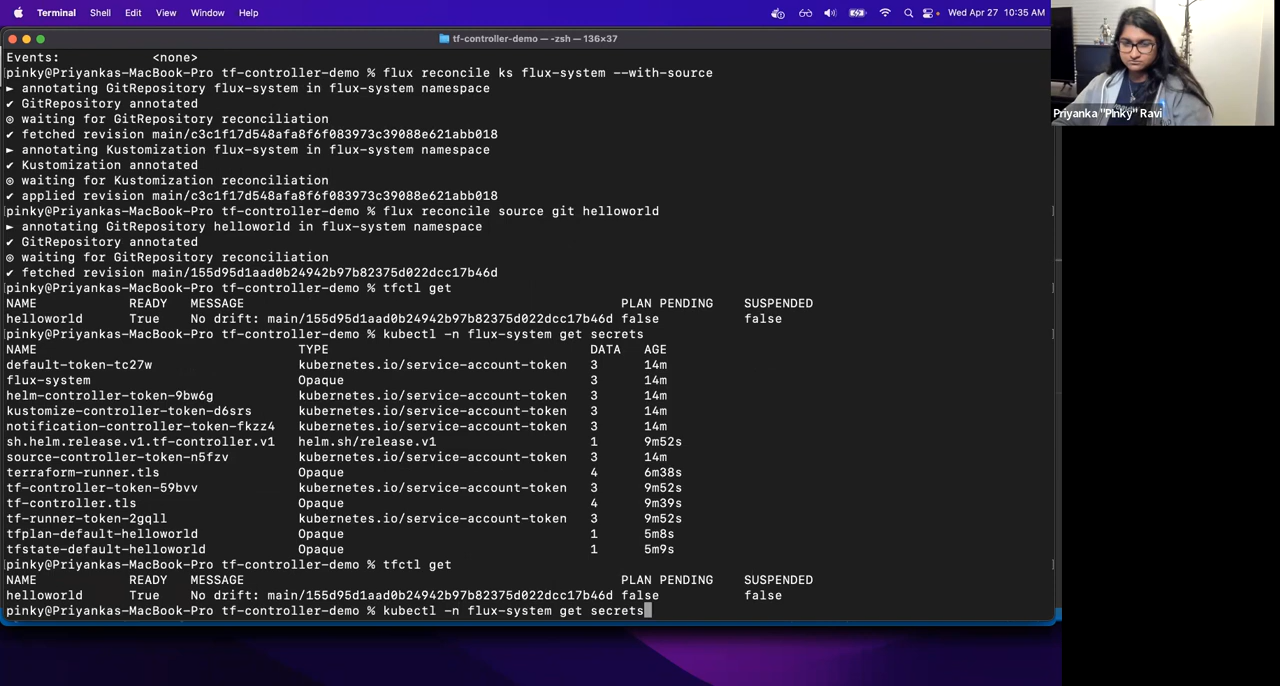 Terminal Shell Edit View Window Help Wed Apr 27 10:35 AM
tf-controller-demo — -zsh — 136×37
Events: <none>
pinky@Priyankas-MacBook-Pro tf-controller-demo % flux reconcile ks flux-system --with-source
► annotating GitRepository flux-system in flux-system namespace
✔ GitRepository annotated
◎ waiting for GitRepository reconciliation
✔ fetched revision main/c3c1f17d548afa8f6f083973c39088e621abb018
► annotating Kustomization flux-system in flux-system namespace
✔ Kustomization annotated
◎ waiting for Kustomization reconciliation
✔ applied revision main/c3c1f17d548afa8f6f083973c39088e621abb018
pinky@Priyankas-MacBook-Pro tf-controller-demo % flux reconcile source git helloworld
► annotating GitRepository helloworld in flux-system namespace
✔ GitRepository annotated
◎ waiting for GitRepository reconciliation
✔ fetched revision main/155d95d1aad0b24942b97b82375d022dcc17b46d
pinky@Priyankas-MacBook-Pro tf-controller-demo % tfctl get
NAME READY MESSAGE PLAN PENDING SUSPENDED
helloworld True No drift: main/155d95d1aad0b24942b97b82375d022dcc17b46d false false
pinky@Priyankas-MacBook-Pro tf-controller-demo % kubectl -n flux-system get secrets
NAME TYPE DATA AGE
default-token-tc27w kubernetes.io/service-account-token 3 14m
flux-system Opaque 3 14m
helm-controller-token-9bw6g kubernetes.io/service-account-token 3 14m
kustomize-controller-token-d6srs kubernetes.io/service-account-token 3 14m
notification-controller-token-fkzz4 kubernetes.io/service-account-token 3 14m
sh.helm.release.v1.tf-controller.v1 helm.sh/release.v1 1 9m52s
source-controller-token-n5fzv kubernetes.io/service-account-token 3 14m
terraform-runner.tls Opaque 4 6m38s
tf-controller-token-59bvv kubernetes.io/service-account-token 3 9m52s
tf-controller.tls Opaque 4 9m39s
tf-runner-token-2gqll kubernetes.io/service-account-token 3 9m52s
tfplan-default-helloworld Opaque 1 5m8s
tfstate-default-helloworld Opaque 1 5m9s
pinky@Priyankas-MacBook-Pro tf-controller-demo % tfctl get
NAME READY MESSAGE PLAN PENDING SUSPENDED
helloworld True No drift: main/155d95d1aad0b24942b97b82375d022dcc17b46d false false
pinky@Priyankas-MacBook-Pro tf-controller-demo % kubectl -n flux-system get secrets
Priyanka "Pinky" Ravi